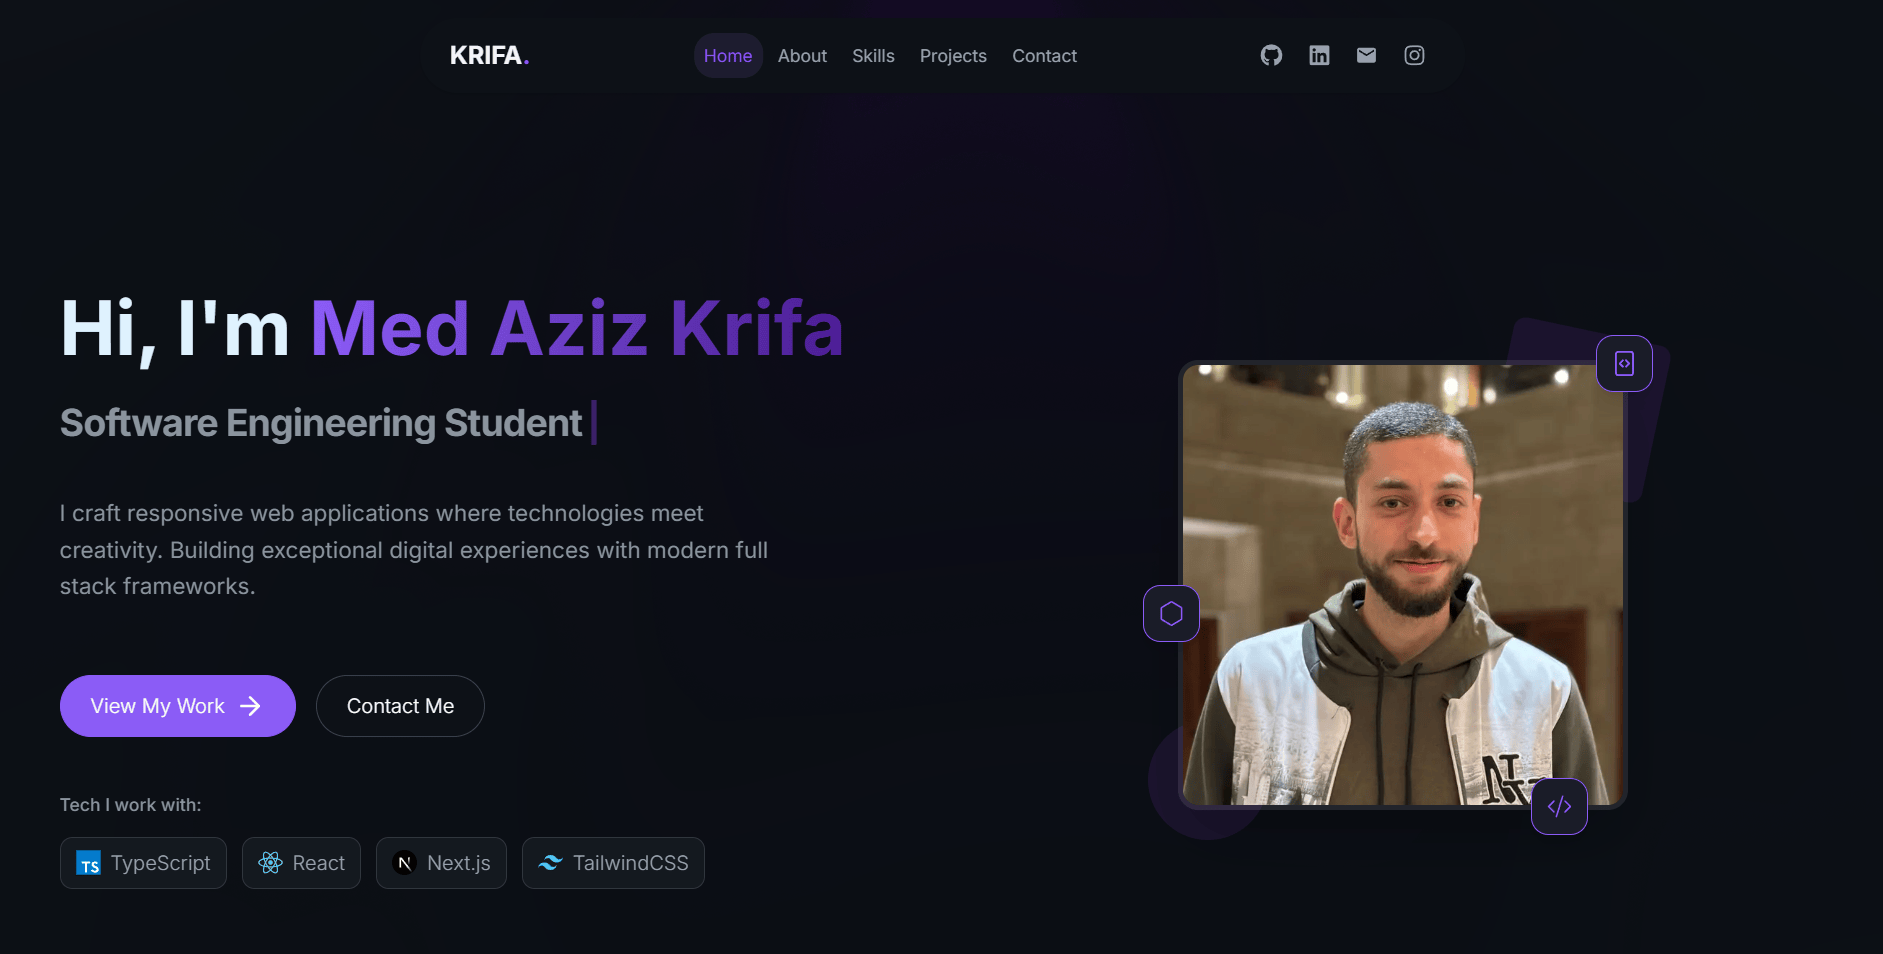 KRIFA.
Home About Skills Projects Contact
Hi, I'm Med Aziz Krifa
Software Engineering Student
I craft responsive web applications where technologies meet
creativity. Building exceptional digital experiences with modern full
stack frameworks.
View My Work
Contact Me
Tech I work with:
TS TypeScript
React
N Next.js
TailwindCSS